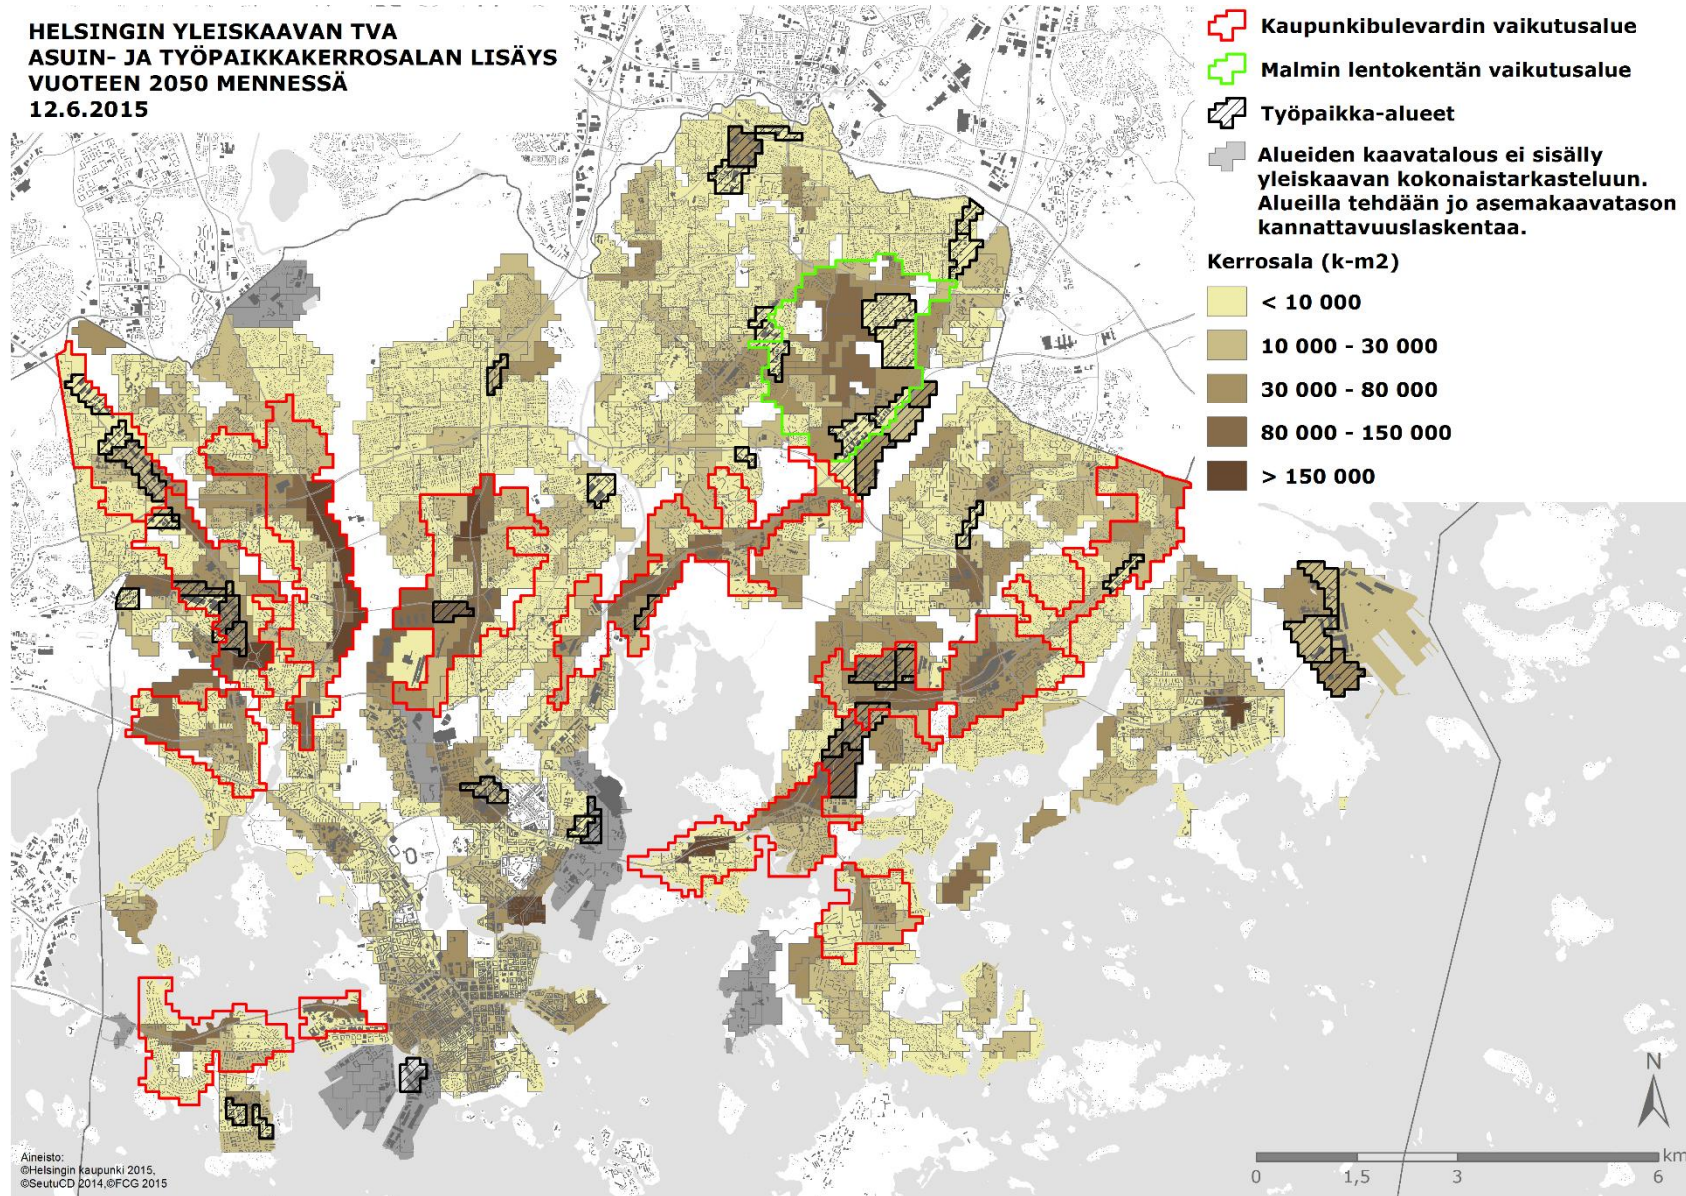 HELSINGIN YLEISKAAVAN TVA
ASUIN- JA TYÖPAIKKAKERROSALAN LISÄYS
VUOTEEN 2050 MENNESSÄ
12.6.2015
Kaupunkibulevardin vaikutusalue
Malmin lentokentän vaikutusalue
Työpaikka-alueet
Alueiden kaavatalous ei sisälly
yleiskaavan kokonaistarkasteluun.
Alueilla tehdään jo asemakaavatason
kannattavuuslaskentaa.
Kerrosala (k-m2)
< 10 000
10 000 - 30 000
30 000 - 80 000
80 000 - 150 000
> 150 000
N
km
0 1,5 3 6
Aineisto:
©Helsingin kaupunki 2015,
©SeutuCD 2014,©FCG 2015